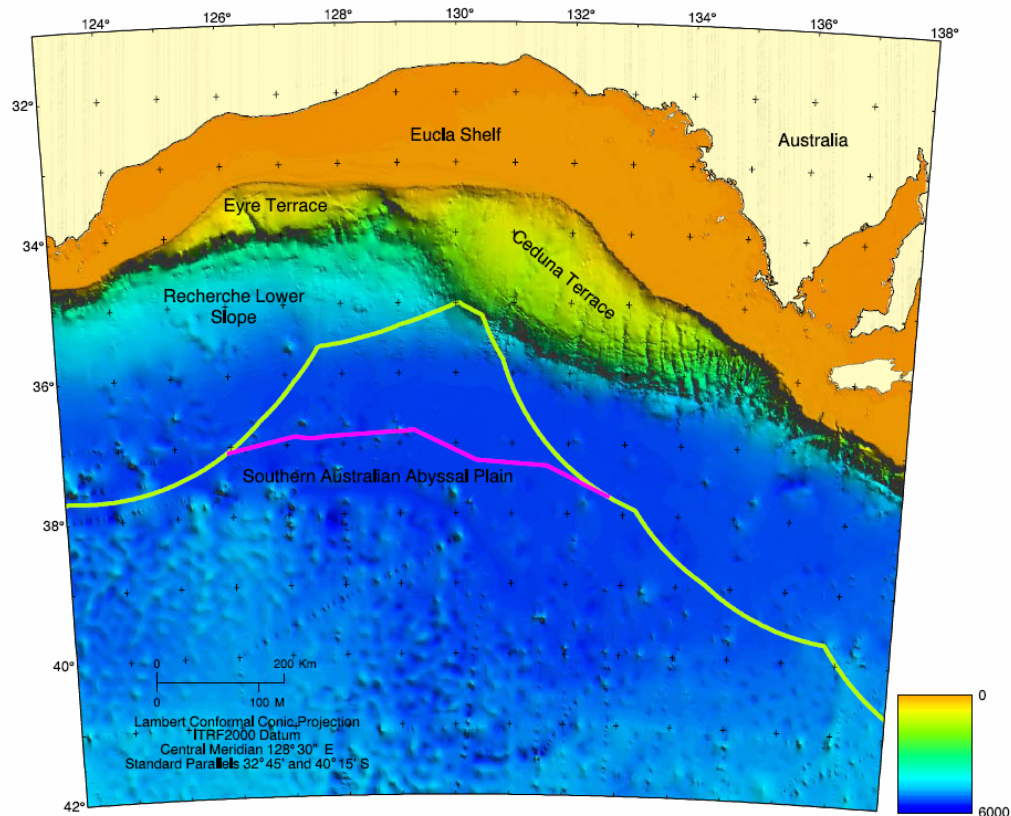 124°
126°
128°
130°
132°
134°
136°
138°
32°
Eucla Shelf
Australia
Eyre Terrace
Ceduna Terrace
34°
Recherche Lower
Slope
36°
Southern Australian Abyssal Plain
38°
40°
0
200 Km
0
100 M
Lambert Conformal Conic Projection
ITRF2000 Datum
Central Meridian 128°30" E
Standard Parallels 32°45' and 40°15' S
42°
0
6000